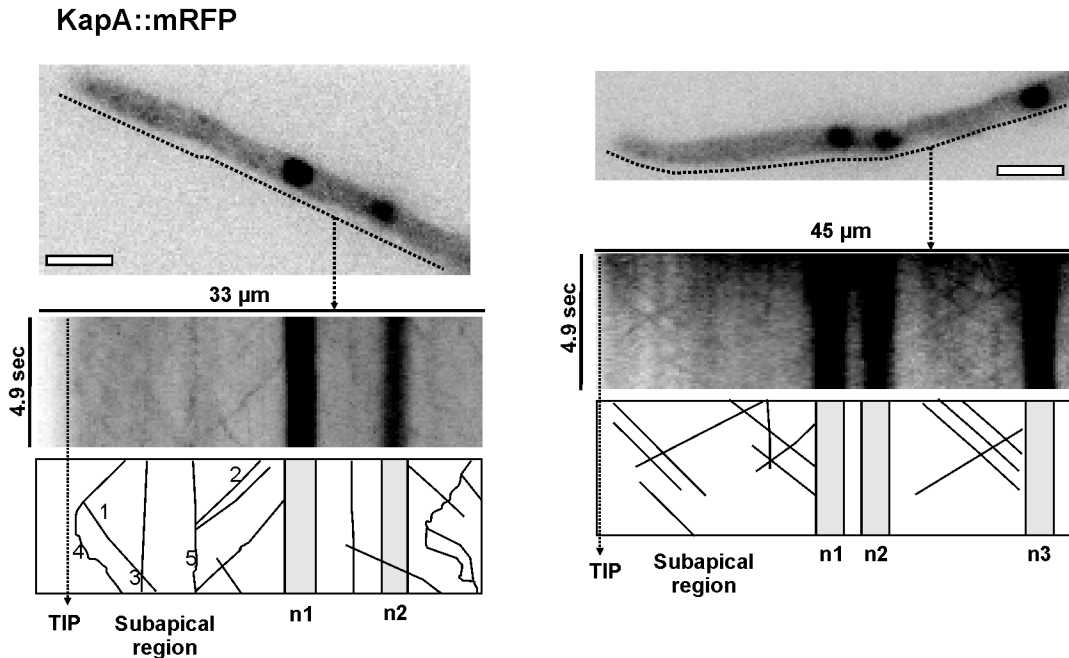 KapA::mRFP
33 µm
4.9 sec
1
2
3
4
5
TIP
Subapical
region
n1
n2
45 µm
4.9 sec
TIP
Subapical
region
n1
n2
n3